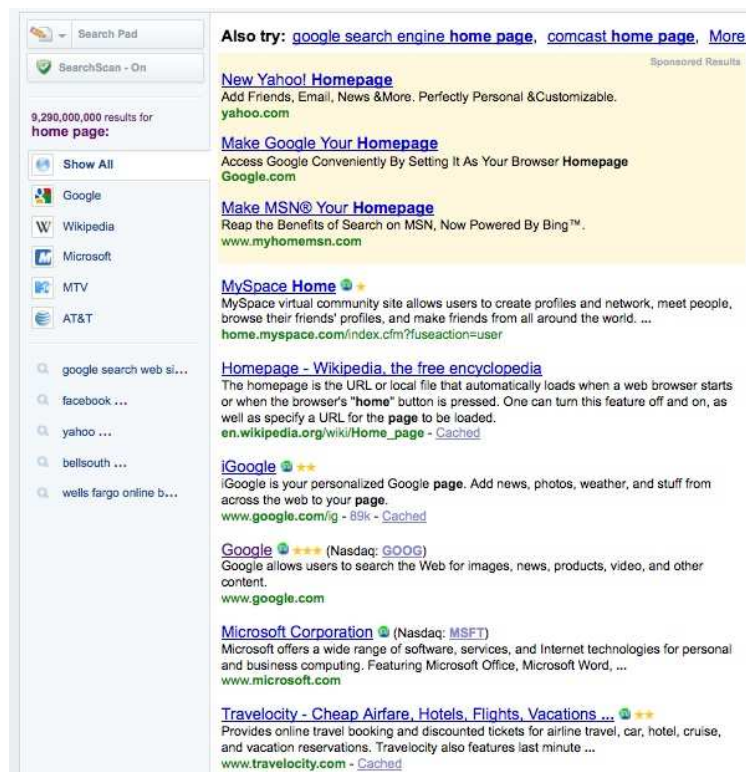 Search Pad
SearchScan - On
9,290,000,000 results for
home page:
Show All
Google
Wikipedia
Microsoft
MTV
AT&T
google search web si...
facebook ...
yahoo ...
bellsouth ...
wells fargo online b...
Also try: google search engine home page, comcast home page, More
Sponsored Results
New Yahoo! Homepage
Add Friends, Email, News &More. Perfectly Personal &Customizable.
yahoo.com
Make Google Your Homepage
Access Google Conveniently By Setting It As Your Browser Homepage
Google.com
Make MSN® Your Homepage
Reap the Benefits of Search on MSN, Now Powered By Bing™.
www.myhomemsn.com
MySpace Home
MySpace virtual community site allows users to create profiles and network, meet people,
browse their friends' profiles, and make friends from all around the world. ...
home.myspace.com/index.cfm?fuseaction=user
Homepage - Wikipedia, the free encyclopedia
The homepage is the URL or local file that automatically loads when a web browser starts
or when the browser's "home" button is pressed. One can turn this feature off and on, as
well as specify a URL for the page to be loaded.
en.wikipedia.org/wiki/Home_page - Cached
iGoogle
iGoogle is your personalized Google page. Add news, photos, weather, and stuff from
across the web to your page.
www.google.com/ig - 89k - Cached
Google (Nasdaq: GOOG)
Google allows users to search the Web for images, news, products, video, and other
content.
www.google.com
Microsoft Corporation (Nasdaq: MSFT)
Microsoft offers a wide range of software, services, and Internet technologies for personal
and business computing. Featuring Microsoft Office, Microsoft Word, ...
www.microsoft.com
Travelocity - Cheap Airfare, Hotels, Flights, Vacations ...
Provides online travel booking and discounted tickets for airline travel, car, hotel, cruise,
and vacation reservations. Travelocity also features last minute ...
www.travelocity.com - Cached